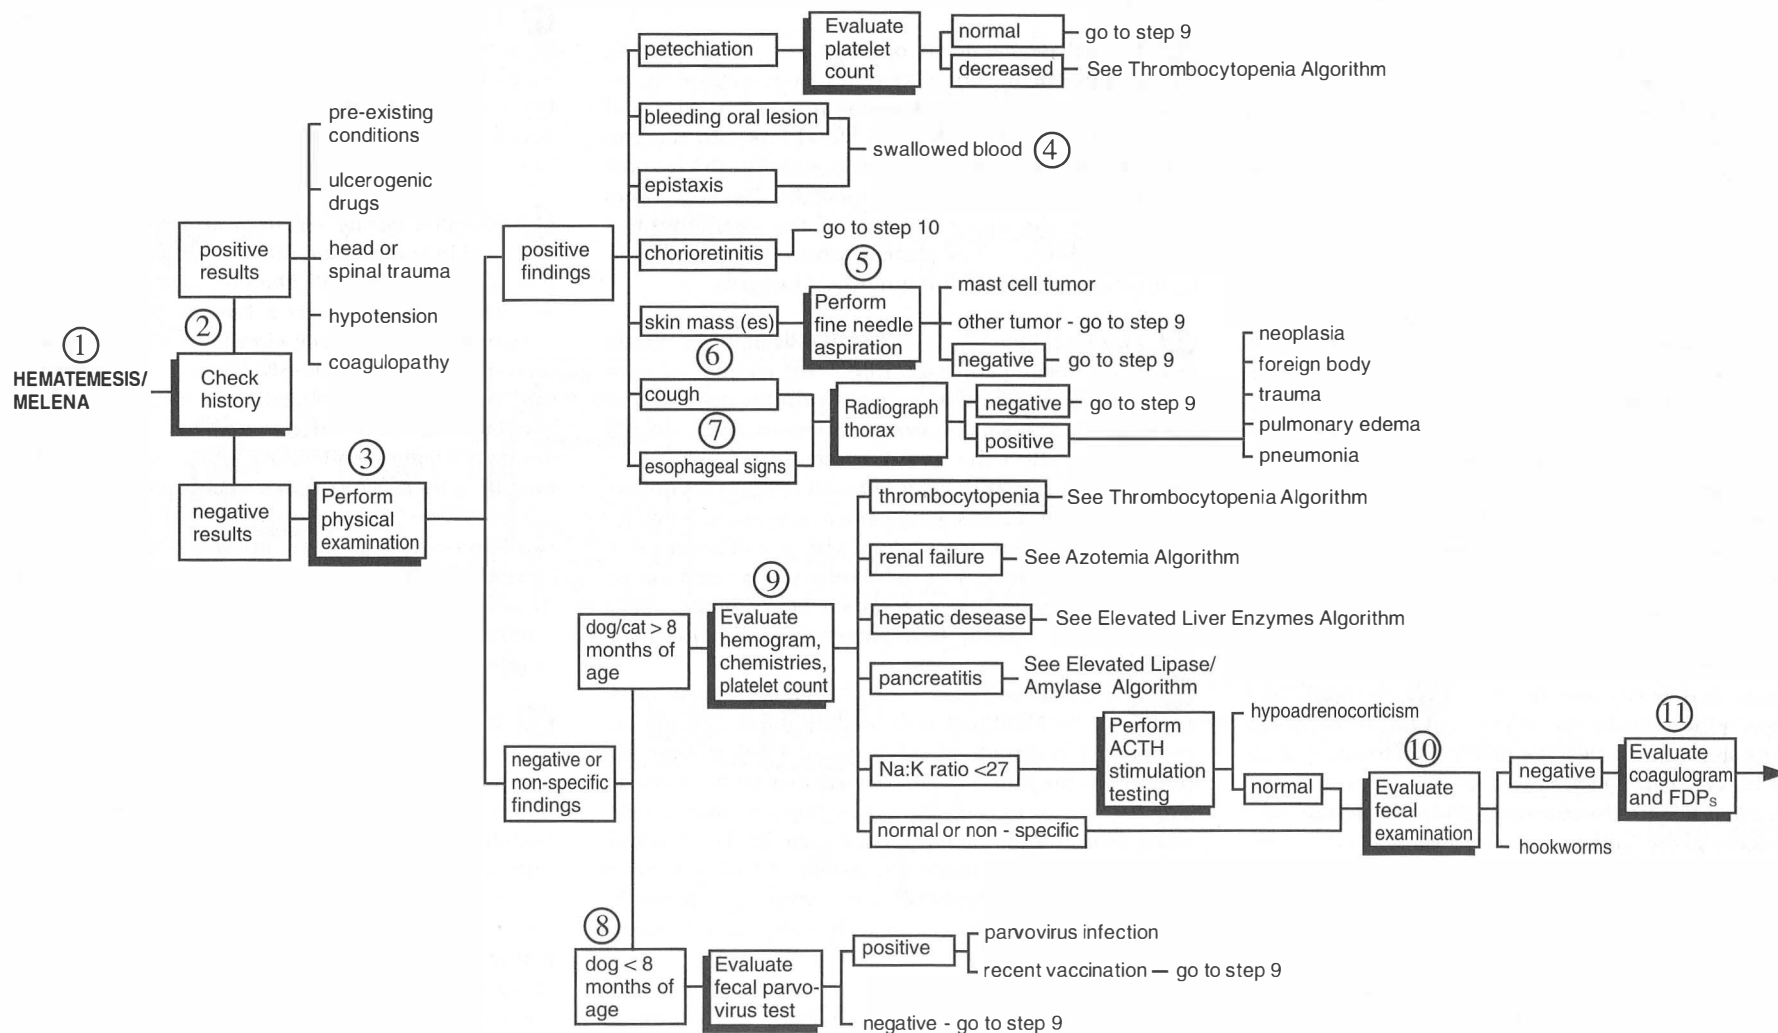 1
HEMATEMESIS/
MELENA
2
Check
history
positive
results
pre-existing
conditions
ulcerogenic
drugs
head or
spinal trauma
hypotension
coagulopathy
negative
results
3
Perform
physical
examination
positive
findings
petechiation
Evaluate
platelet
count
normal
go to step 9
decreased
See Thrombocytopenia Algorithm
bleeding oral lesion
epistaxis
swallowed blood
4
chorioretinitis
go to step 10
skin mass (es)
5
Perform
fine needle
aspiration
mast cell tumor
other tumor - go to step 9
negative
go to step 9
6
cough
7
esophageal signs
Radiograph
thorax
negative
go to step 9
positive
neoplasia
foreign body
trauma
pulmonary edema
pneumonia
negative or
non-specific
findings
dog/cat > 8
months of
age
9
Evaluate
hemogram,
chemistries,
platelet count
thrombocytopenia
See Thrombocytopenia Algorithm
renal failure
See Azotemia Algorithm
hepatic desease
See Elevated Liver Enzymes Algorithm
pancreatitis
See Elevated Lipase/
Amylase Algorithm
Na:K ratio <27
Perform
ACTH
stimulation
testing
hypoadrenocorticism
normal
normal or non - specific
10
Evaluate
fecal
examination
negative
hookworms
11
Evaluate
coagulogram
and FDPs
8
dog < 8
months of
age
Evaluate
fecal parvo-
virus test
positive
parvovirus infection
recent vaccination — go to step 9
negative - go to step 9